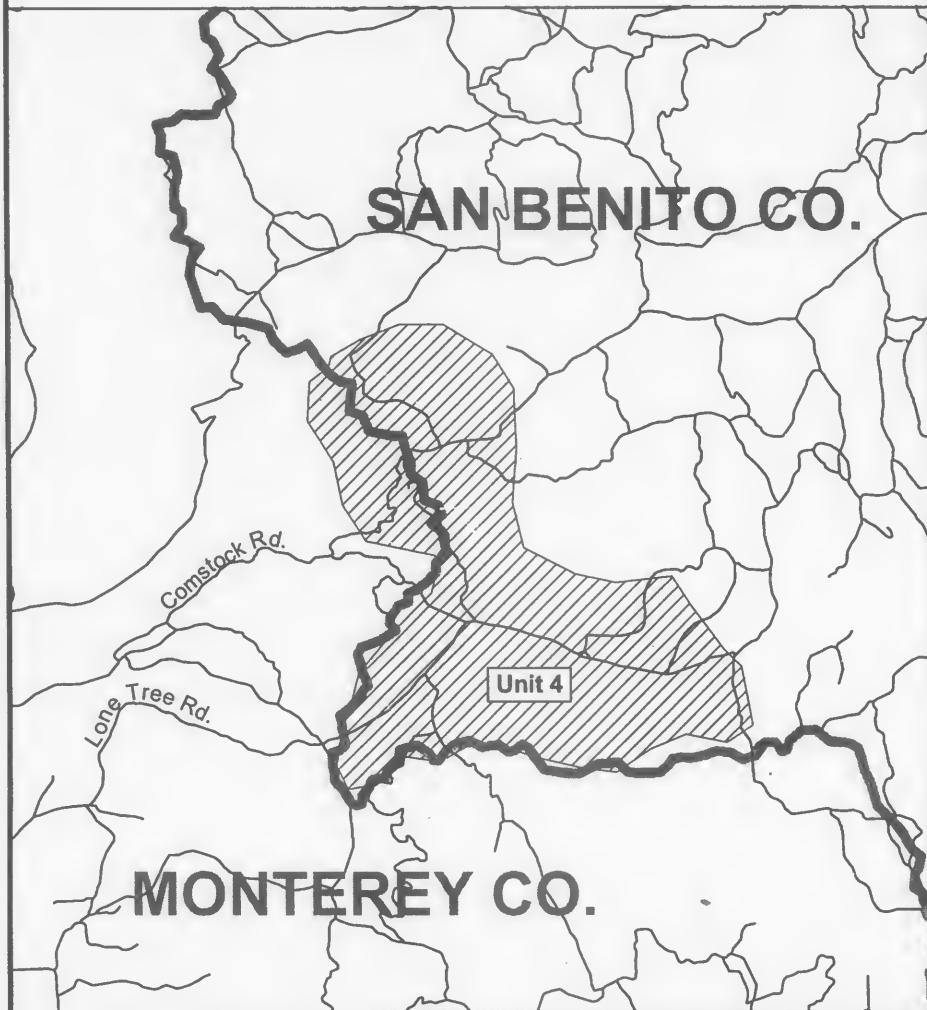 SAN BENITO CO.
Comstock Rd.
Unit 4
Lone Tree Rd.
MONTEREY CO.